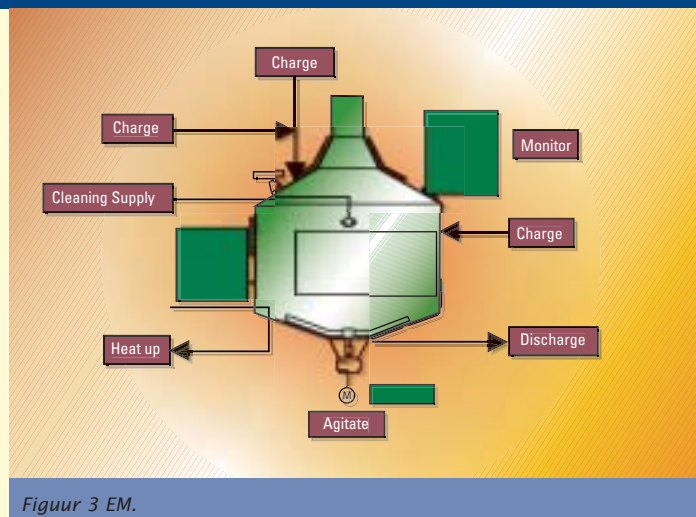 Charge
Charge
Monitor
Cleaning Supply
Charge
Heat up
Discharge
M
Agitate
Figuur 3 EM.